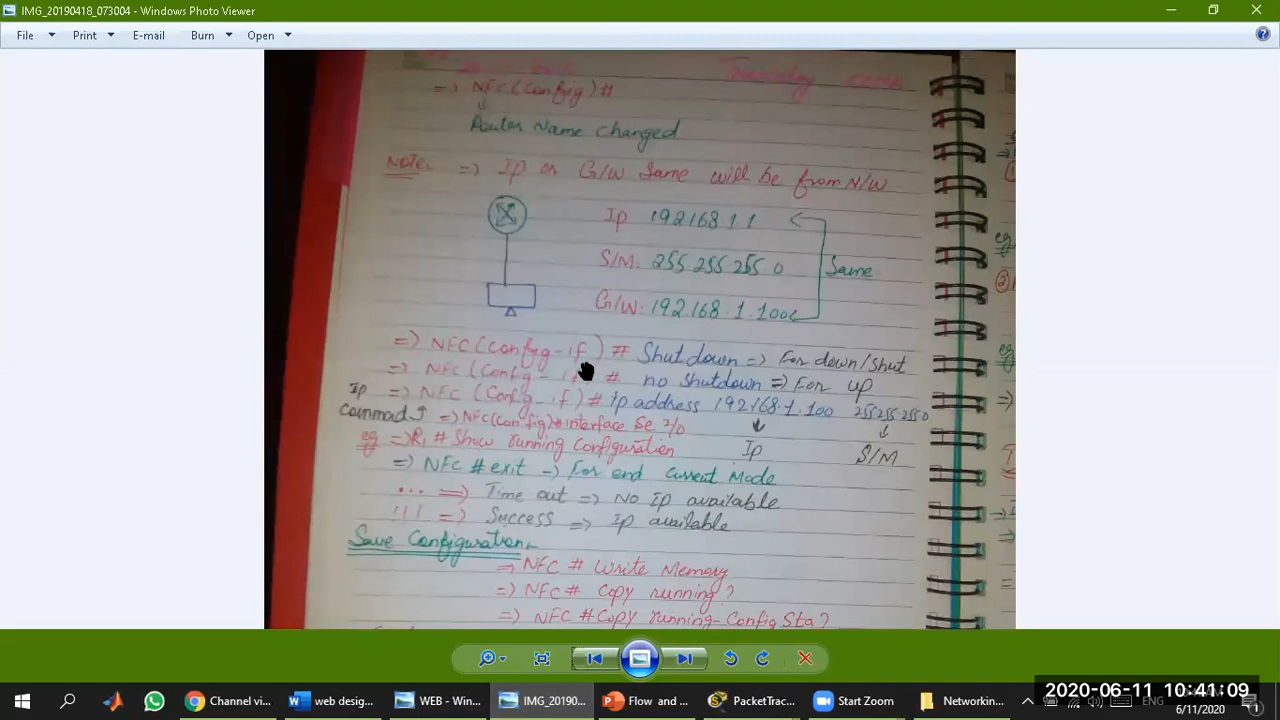 IMG_20190418_073004 - Windows Photo Viewer
File Print E-mail Burn Open
=> NFC(Config)#
Router Name Changed
NOTE: => Ip or G/W Same will be from N/W.
Ip 192.168.1.1
S/M: 255.255.255.0 Same
G/W: 192.168.1.100
=> NFC(Config-if)# Shutdown => For down/shut
=> NFC(Config-if)# no shutdown => For up
Ip => NFC(Config-if)# ip address 192.168.1.100 255.255.255.0
Commad => NFC(config)#interface se 2/0
Ip S/M
eg => R1 # Show running configuration
=> NFC #exit -> For end Current Mode
... => Time out => No Ip available
!!! => Success => Ip available
Save Configuration
=> NFC # Write Memory
=> NFC# Copy running?
=> NFC #Copy running-Config Sta?
Channel vi...
web desig...
WEB - Win...
IMG_20190...
Flow and ...
PacketTrac...
Start Zoom
Networkin...
ENG
2020-06-11 10:41:09
6/11/2020